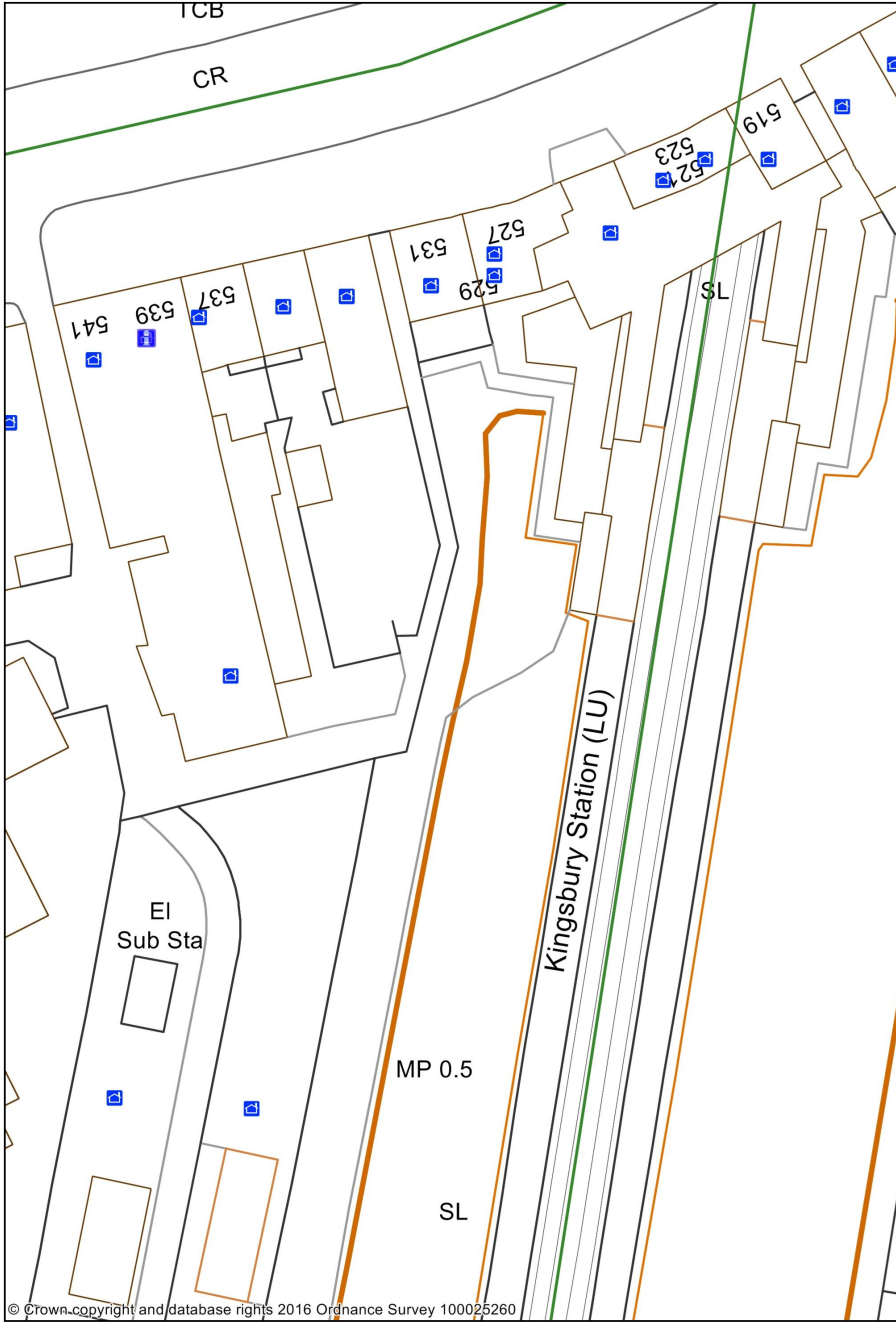 TCB
CR
519
523
521
527
531
529
SL
537
539
541
Kingsbury Station (LU)
El
Sub Sta
MP 0.5
SL
© Crown copyright and database rights 2016 Ordnance Survey 100025260